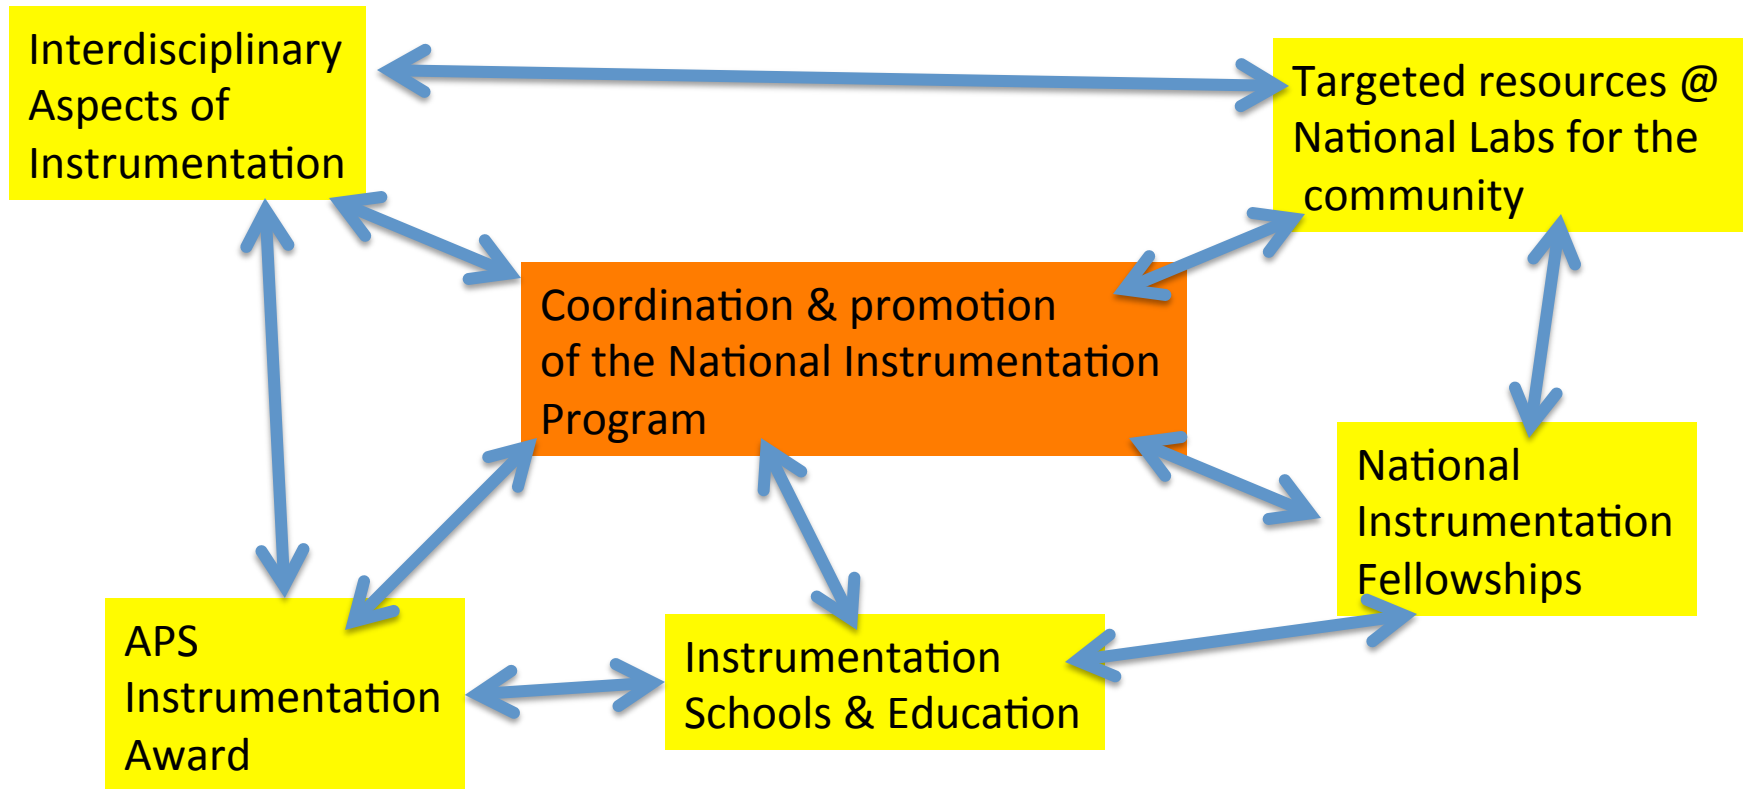 Interdisciplinary
Aspects of
Instrumentation
Targeted resources @
National Labs for the
community
Coordination & promotion
of the National Instrumentation
Program
National
Instrumentation
Fellowships
APS
Instrumentation
Award
Instrumentation
Schools & Education